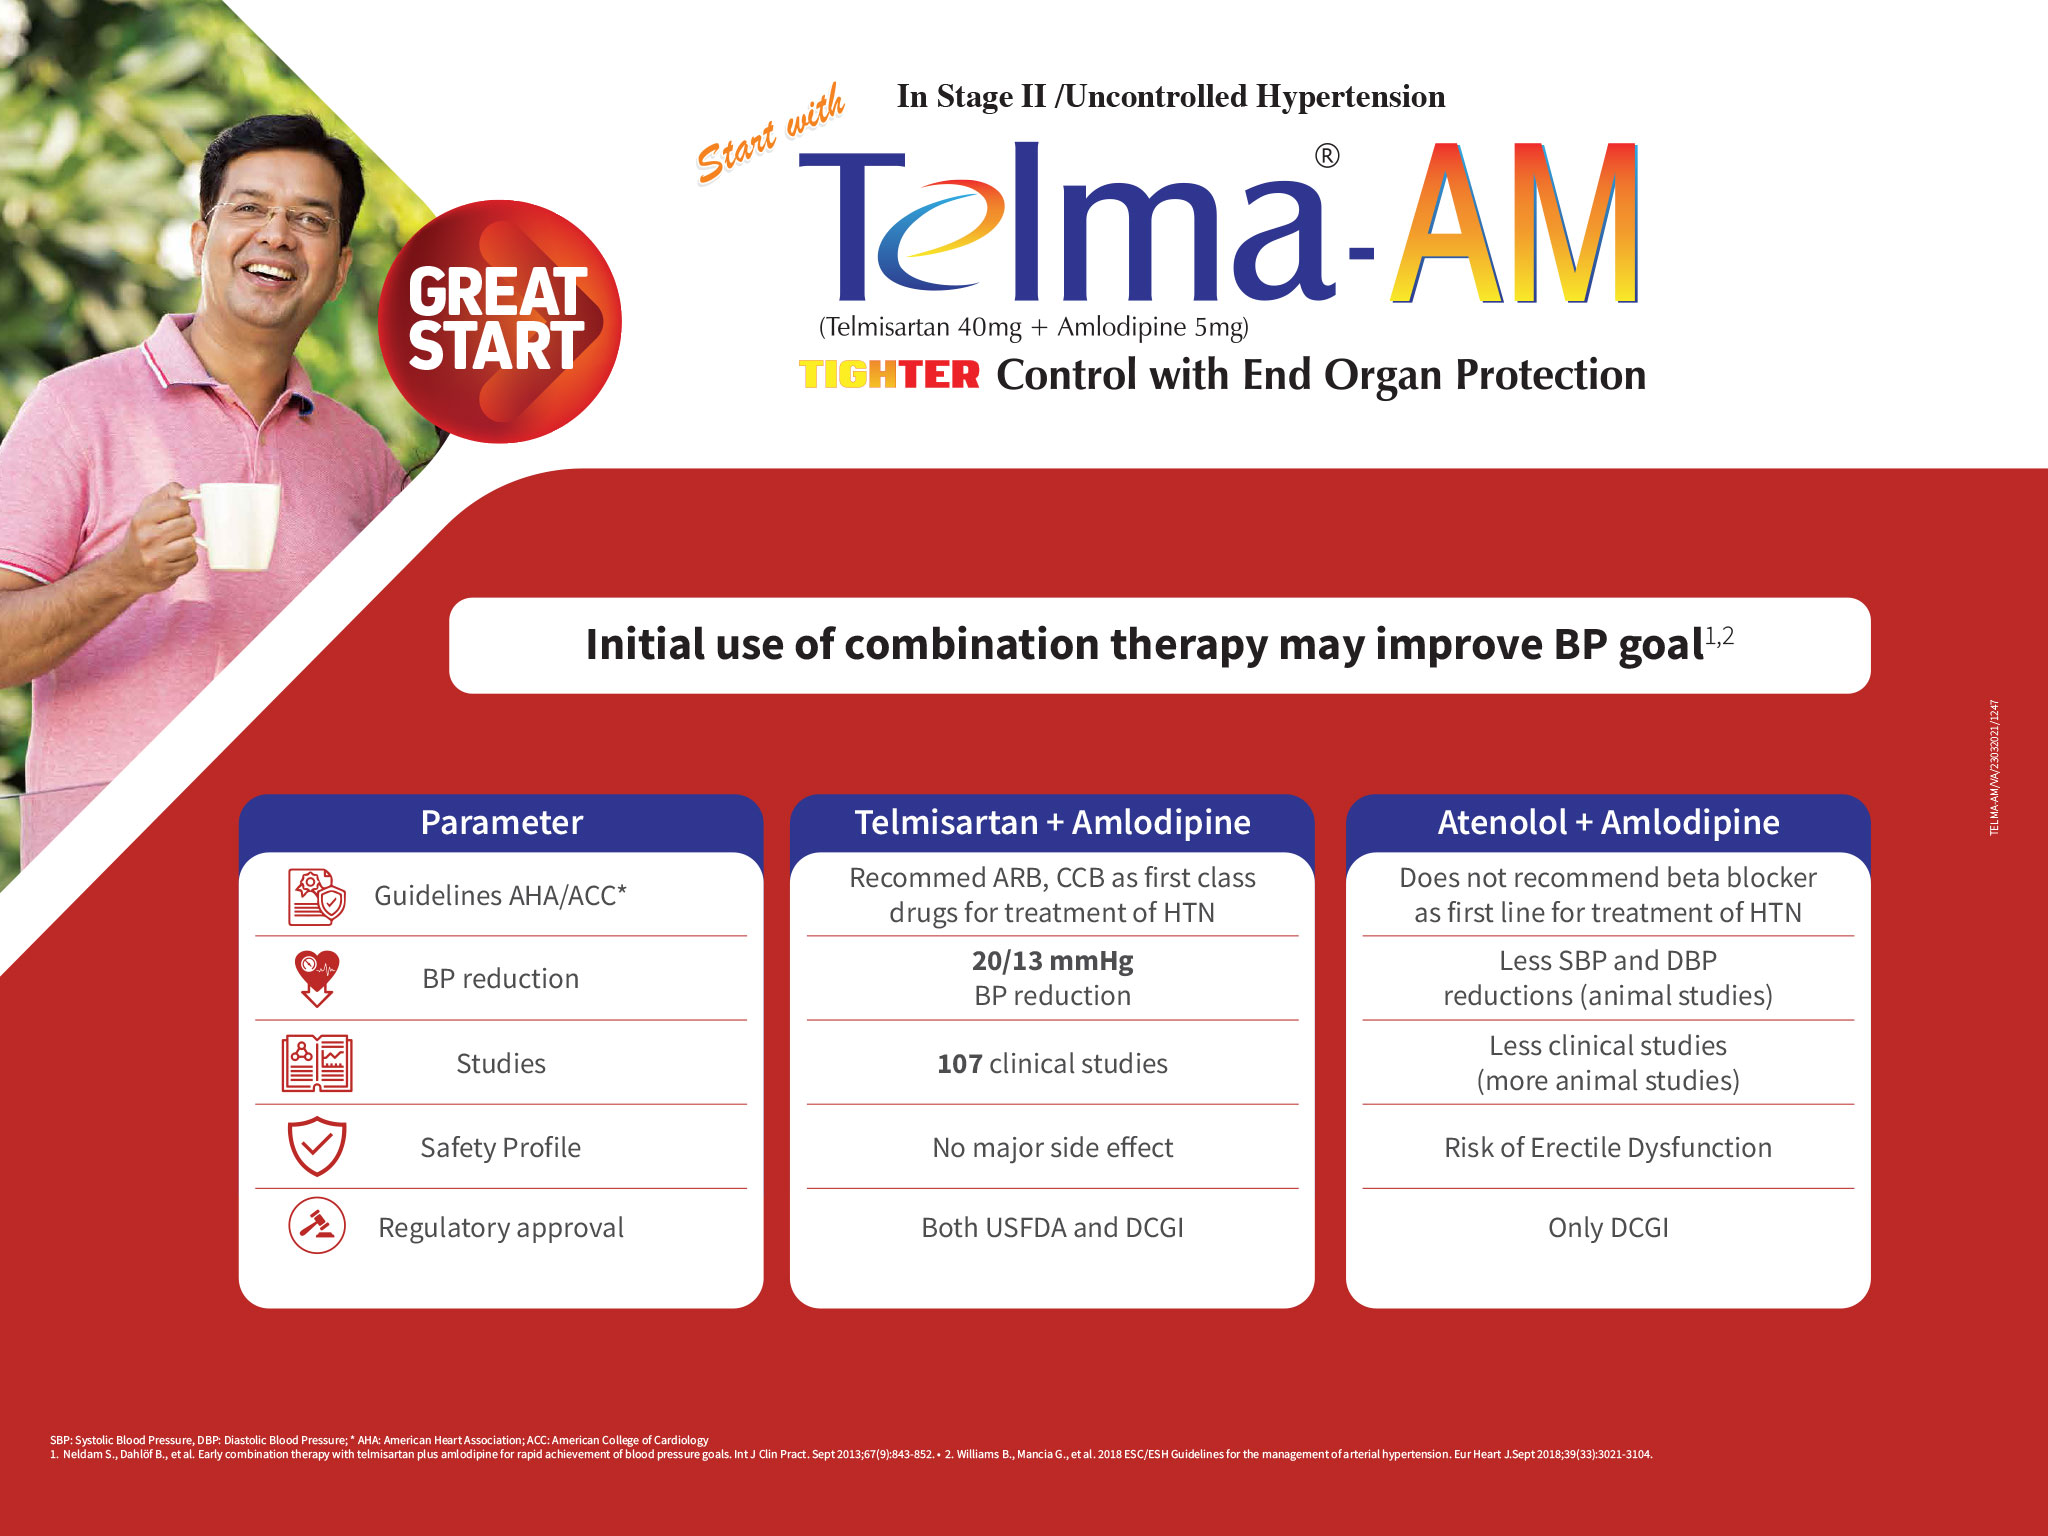 In Stage II /Uncontrolled Hypertension
Start with
Telma®-AM
(Telmisartan 40mg + Amlodipine 5mg)
TIGHTER Control with End Organ Protection
GREAT
START
Initial use of combination therapy may improve BP goal1,2
Parameter
Telmisartan + Amlodipine
Atenolol + Amlodipine
Guidelines AHA/ACC*
Recommed ARB, CCB as first class
drugs for treatment of HTN
Does not recommend beta blocker
as first line for treatment of HTN
BP reduction
20/13 mmHg
BP reduction
Less SBP and DBP
reductions (animal studies)
Studies
107 clinical studies
Less clinical studies
(more animal studies)
Safety Profile
No major side effect
Risk of Erectile Dysfunction
Regulatory approval
Both USFDA and DCGI
Only DCGI
TELMA-AM/VA/23032021/1247
SBP: Systolic Blood Pressure, DBP: Diastolic Blood Pressure; * AHA: American Heart Association; ACC: American College of Cardiology
1. Neldam S., Dahlöf B., et al. Early combination therapy with telmisartan plus amlodipine for rapid achievement of blood pressure goals. Int J Clin Pract. Sept 2013;67(9):843-852. • 2. Williams B., Mancia G., et al. 2018 ESC/ESH Guidelines for the management of arterial hypertension. Eur Heart J.Sept 2018;39(33):3021-3104.